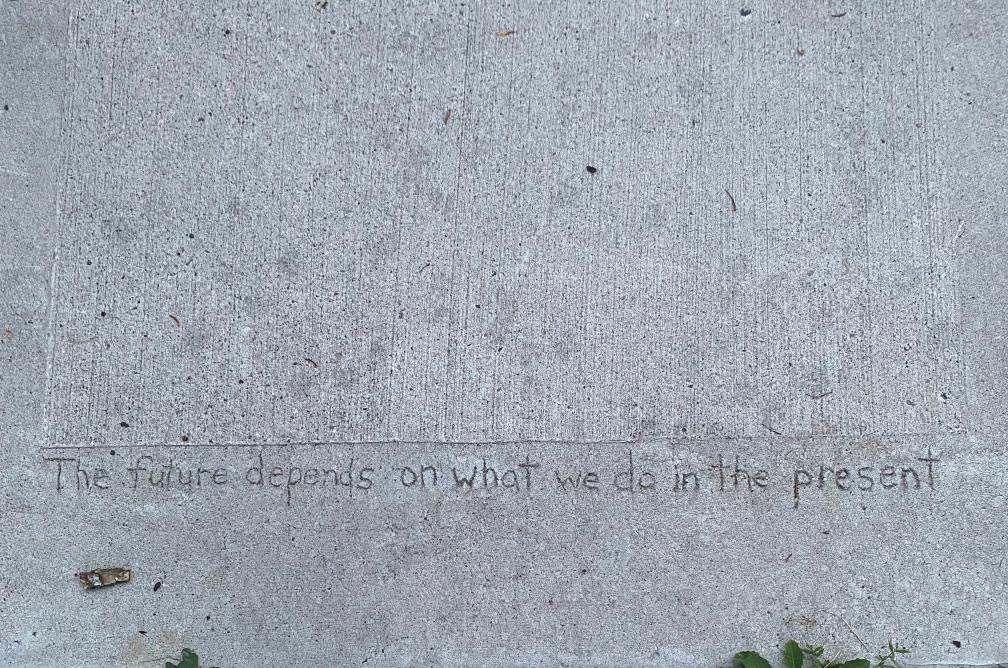 The future depends on what we do in the present